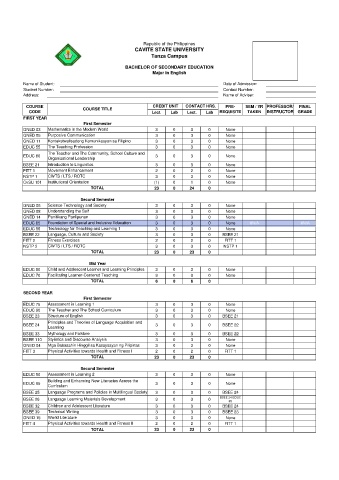 Republic of the Philippines
CAVITE STATE UNIVERSITY
Tanza Campus
BACHELOR OF SECONDARY EDUCATION
Major in English
Name of Student: Date of Admission:
Student Number: Contact Number:
Address: Name of Adviser:
COURSE CODE COURSE TITLE CREDIT UNIT CONTACT HRS. PRE-REQUISITE SEM / SY TAKEN PROFESSOR/ INSTRUCTOR FINAL GRADE
Lect. Lab Lect. Lab
FIRST YEAR
First Semester
GNED 03 Mathematics in the Modern World 3 0 3 0 None
GNED 05 Purposive Communication 3 0 3 0 None
GNED 11 Kontekstwalisadong Komunikasyon sa Filipino 3 0 3 0 None
EDUC 55 The Teaching Profession 3 0 3 0 None
EDUC 60 The Teacher and The Community, School Culture and Organizational Leadership 3 0 3 0 None
BSEE 21 Introduction to Linguistics 3 0 3 0 None
FITT 1 Movement Enhancement 2 0 2 0 None
NSTP 1 CWTS / LTS / ROTC 3 0 3 0 None
CvSU 101 Institutional Orientation (1) 0 1 0 None
TOTAL 23 0 24 0
Second Semester
GNED 06 Science Technology and Society 3 0 3 0 None
GNED 08 Understanding the Self 3 0 3 0 None
GNED 14 Panitikang Panlipunan 3 0 3 0 None
EDUC 65 Foundation of Special and Inclusive Education 3 0 3 0 None
EDUC 85 Technology for Teaching and Learning 1 3 0 3 0 None
BSEE 22 Language, Culture and Society 3 0 3 0 BSEE 21
FITT 2 Fitness Exercises 2 0 2 0 FITT 1
NSTP 2 CWTS / LTS / ROTC 3 0 3 0 NSTP 1
TOTAL 23 0 23 0
Mid Year
EDUC 50 Child and Adolescent Learner and Learning Principles 3 0 3 0 None
EDUC 70 Facilitating Learner-Centered Teaching 3 0 3 0 None
TOTAL 6 0 6 0
SECOND YEAR
First Semester
EDUC 75 Assessment in Learning 1 3 0 3 0 None
EDUC 80 The Teacher and The School Curriculum 3 0 3 0 None
BSEE 23 Structure of English 3 0 3 0 BSEE 21
BSEE 24 Principles and Theories of Language Acquisition and Learning 3 0 3 0 BSEE 22
BSEE 33 Mythology and Folklore 3 0 3 0 BSEE 22
Stylistics and Discourse Analysis 3 0 3 0 None
GNED 04 Mga Babasahin Hinggil sa Kasaysayan ng Pilipinas 3 0 3 0 None
FITT 3 Physical Activities towards Health and Fitness I 2 0 2 0 FITT 1
TOTAL 23 0 23 0
Second Semester
EDUC 90 Assessment in Learning 2 3 0 3 0 None
EDUC 95 Building and Enhancing New Literacies Across the Curriculum 3 0 3 0 None
BSEE 25 Language Programs and Policies in Multilingual Society 3 0 3 0 BSEE 24
BSEE 26 Language Learning Materials Development 3 0 3 0
BSEE 32 Children and Adolescent Literature 3 0 3 0 BSEE 24
BSEE 39 Technical Writing 3 0 3 0 BSEE 23
GNED 15 World Literature 3 0 3 0 None
FITT 4 Physical Activities towards Health and Fitness II 2 0 2 0 FITT 1
TOTAL 23 0 23 0